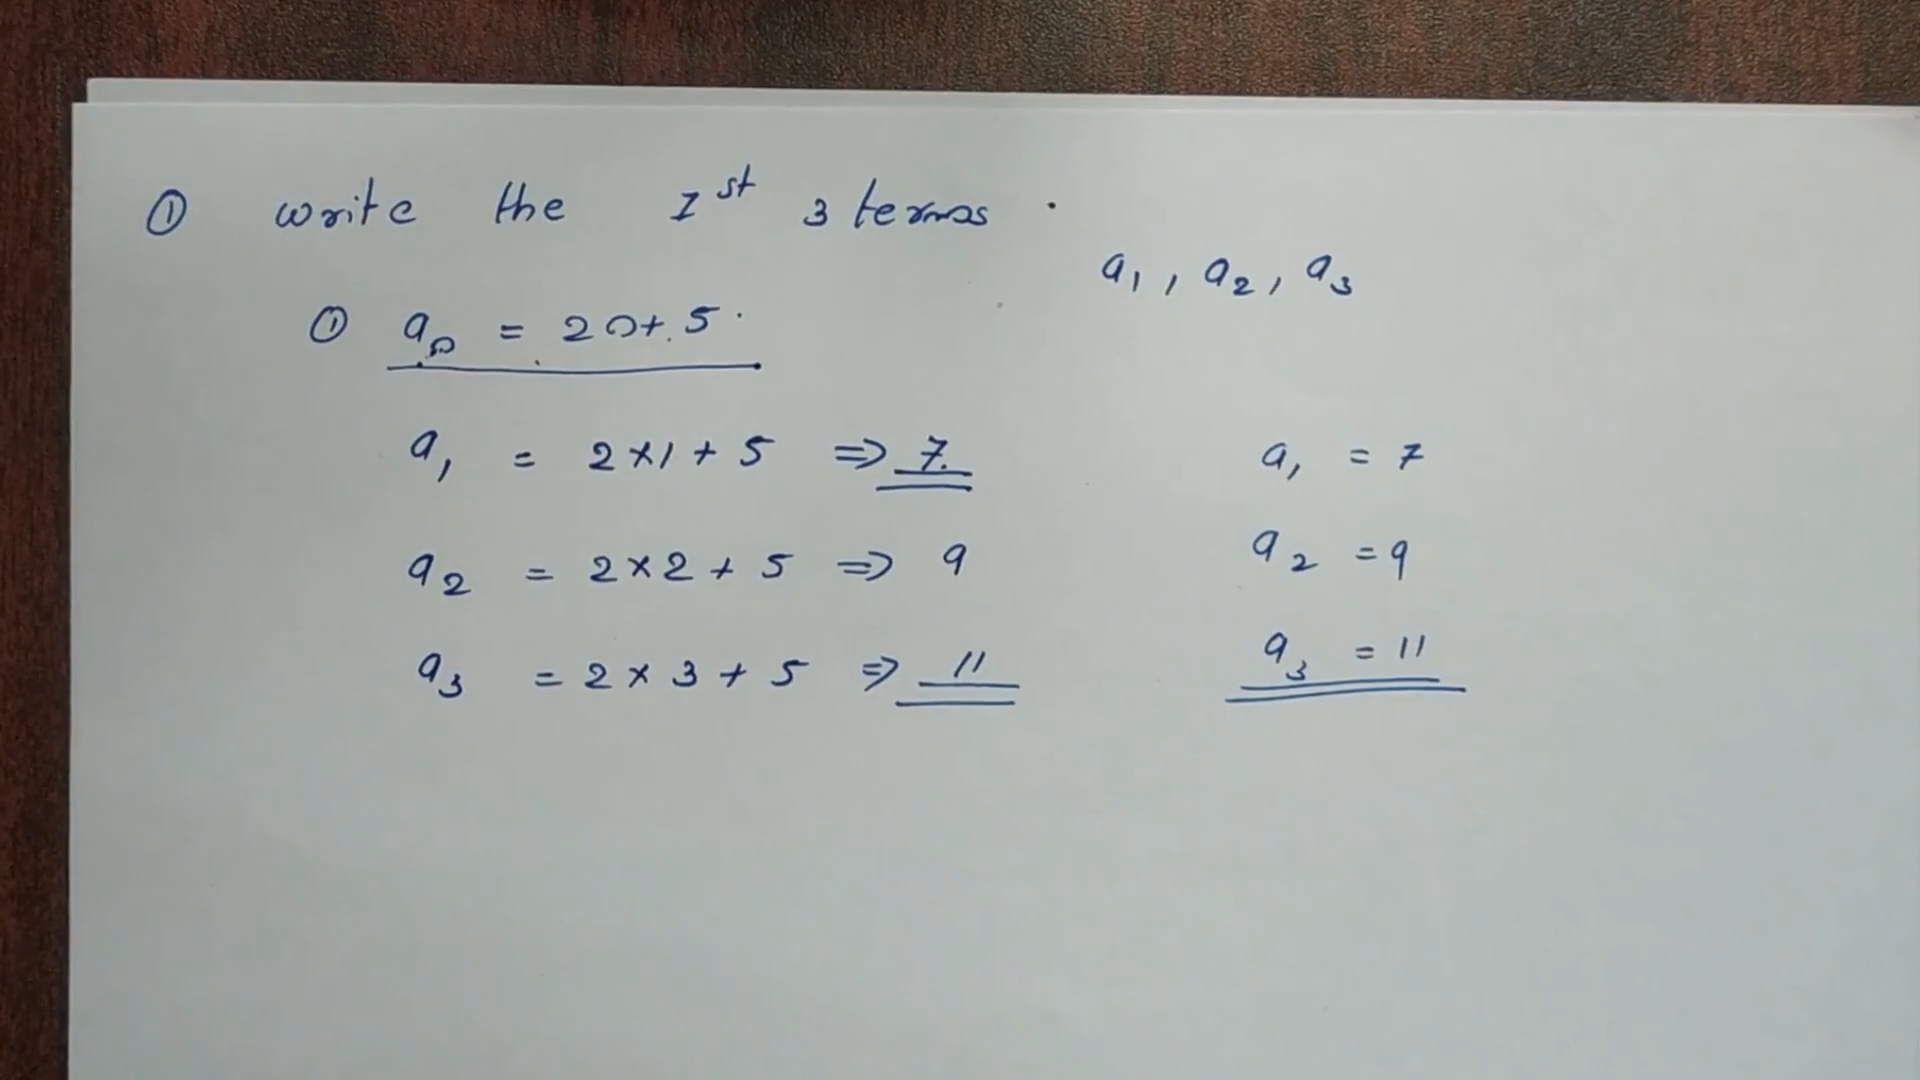 ① write the Iˢᵗ 3 terms .
a₁ , a₂ , a₃
① aₙ = 2n + 5 .
a₁ = 2×1 + 5 ⇒ 7.
a₁ = 7
a₂ = 2×2 + 5 ⇒ 9
a₂ = 9
a₃ = 2×3 + 5 ⇒ 11
a₃ = 11